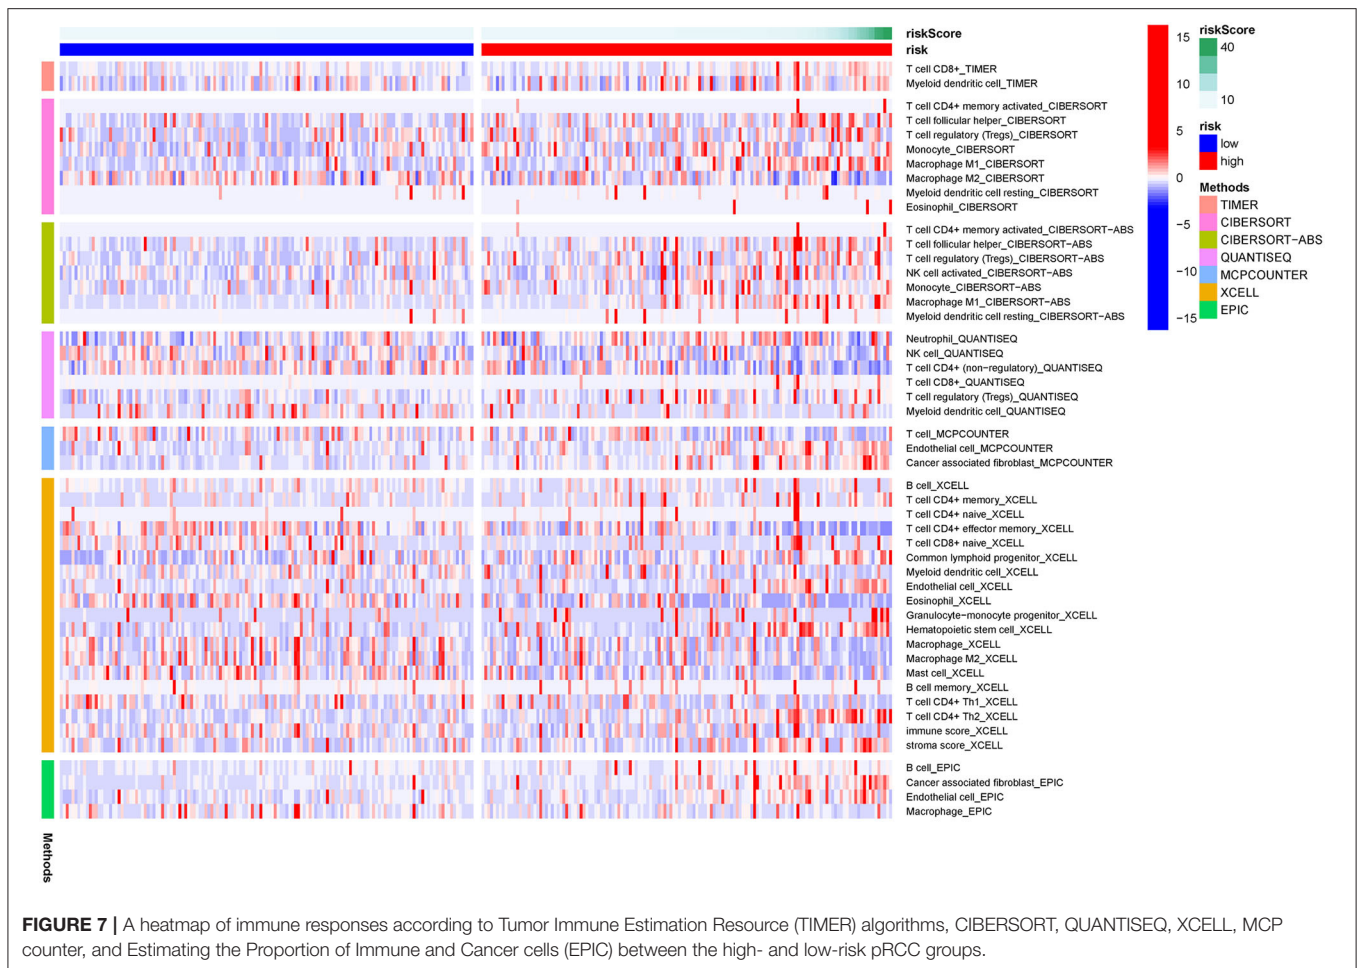 riskScore
risk
T cell CD8+_TIMER
Myeloid dendritic cell_TIMER
T cell CD4+ memory activated_CIBERSORT
T cell follicular helper_CIBERSORT
T cell regulatory (Tregs)_CIBERSORT
Monocyte_CIBERSORT
Macrophage M1_CIBERSORT
Macrophage M2_CIBERSORT
Myeloid dendritic cell resting_CIBERSORT
Eosinophil_CIBERSORT
T cell CD4+ memory activated_CIBERSORT−ABS
T cell follicular helper_CIBERSORT−ABS
T cell regulatory (Tregs)_CIBERSORT−ABS
NK cell activated_CIBERSORT−ABS
Monocyte_CIBERSORT−ABS
Macrophage M1_CIBERSORT−ABS
Myeloid dendritic cell resting_CIBERSORT−ABS
Neutrophil_QUANTISEQ
NK cell_QUANTISEQ
T cell CD4+ (non−regulatory)_QUANTISEQ
T cell CD8+_QUANTISEQ
T cell regulatory (Tregs)_QUANTISEQ
Myeloid dendritic cell_QUANTISEQ
T cell_MCPCOUNTER
Endothelial cell_MCPCOUNTER
Cancer associated fibroblast_MCPCOUNTER
B cell_XCELL
T cell CD4+ memory_XCELL
T cell CD4+ naive_XCELL
T cell CD4+ effector memory_XCELL
T cell CD8+ naive_XCELL
Common lymphoid progenitor_XCELL
Myeloid dendritic cell_XCELL
Endothelial cell_XCELL
Eosinophil_XCELL
Granulocyte−monocyte progenitor_XCELL
Hematopoietic stem cell_XCELL
Macrophage_XCELL
Macrophage M2_XCELL
Mast cell_XCELL
B cell memory_XCELL
T cell CD4+ Th1_XCELL
T cell CD4+ Th2_XCELL
immune score_XCELL
stroma score_XCELL
B cell_EPIC
Cancer associated fibroblast_EPIC
Endothelial cell_EPIC
Macrophage_EPIC
Methods
15
10
5
0
−5
−10
−15
riskScore
40
10
risk
low
high
Methods
TIMER
CIBERSORT
CIBERSORT−ABS
QUANTISEQ
MCPCOUNTER
XCELL
EPIC
FIGURE 7 | A heatmap of immune responses according to Tumor Immune Estimation Resource (TIMER) algorithms, CIBERSORT, QUANTISEQ, XCELL, MCP
counter, and Estimating the Proportion of Immune and Cancer cells (EPIC) between the high- and low-risk pRCC groups.